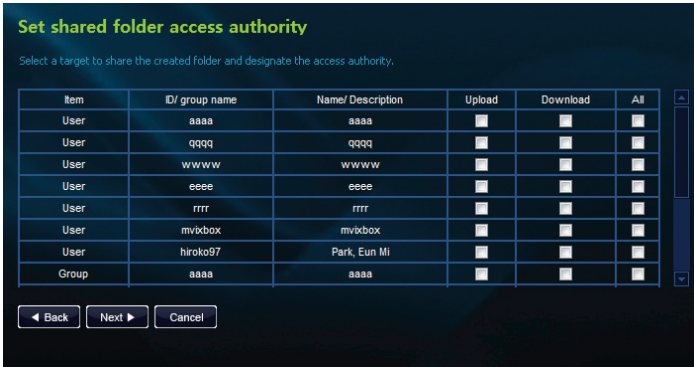 Set shared folder access authority
Select a target to share the created folder and designate the access authority.
Item ID/ group name Name/ Description Upload Download All
User aaaa aaaa
User qqqq qqqq
User wwww wwww
User eeee eeee
User rrrr rrrr
User mvixbox mvixbox
User hiroko97 Park, Eun Mi
Group aaaa aaaa
Back Next Cancel